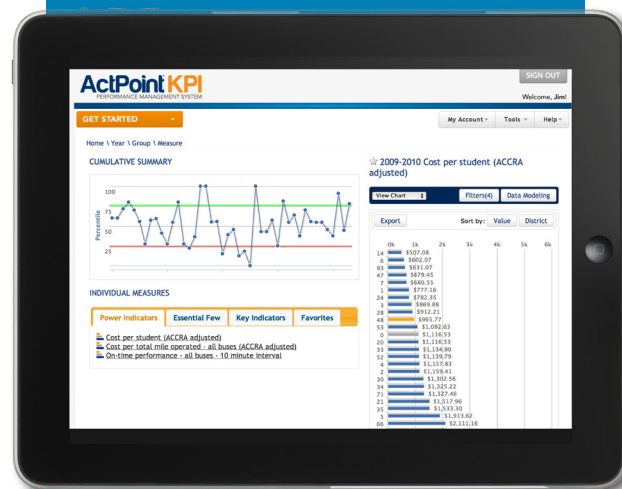 ActPoint KPI
PERFORMANCE MANAGEMENT SYSTEM
SIGN OUT
Welcome, Jim!
GET STARTED
My Account
Tools
Help
Home \ Year \ Group \ Measure
CUMULATIVE SUMMARY
Percentile
100
75
50
25
INDIVIDUAL MEASURES
Power Indicators
Essential Few
Key Indicators
Favorites
Cost per student (ACCRA adjusted)
Cost per total mile operated - all buses (ACCRA adjusted)
On-time performance - all buses - 10 minute interval
2009-2010 Cost per student (ACCRA
adjusted)
View Chart
Filters(4)
Data Modeling
Export
Sort by:
Value
District
0k 1k 2k 3k 4k 5k 6k
14 $507.08
6 $602.07
93 $631.07
47 $679.45
7 $680.55
1 $777.16
24 $782.35
3 $869.88
28 $912.21
48 $965.77
53 $1,092.63
0 $1,116.53
20 $1,116.53
33 $1,134.90
52 $1,139.79
4 $1,157.83
2 $1,159.41
30 $1,302.56
34 $1,325.22
71 $1,327.46
21 $1,517.96
35 $1,533.30
5 $1,913.62
66 $2,111.16